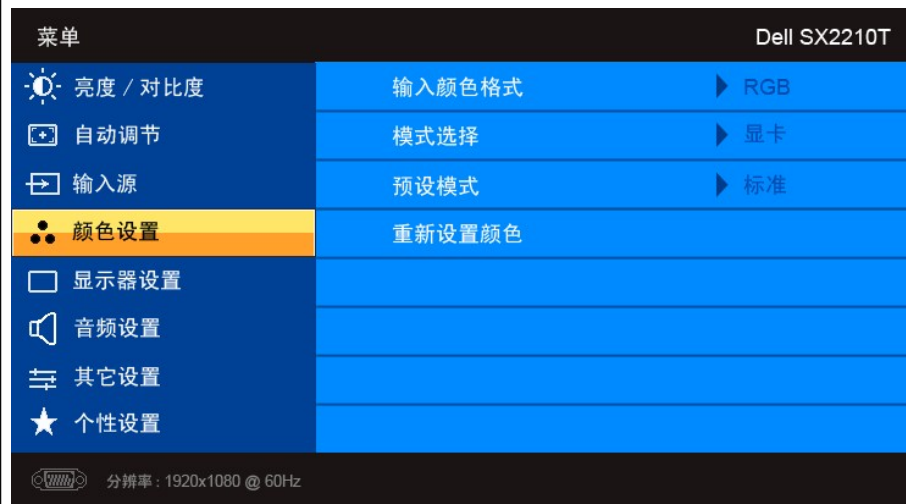 菜单
Dell SX2210T
亮度 / 对比度
输入颜色格式
RGB
自动调节
模式选择
显卡
输入源
预设模式
标准
颜色设置
重新设置颜色
显示器设置
音频设置
其它设置
个性设置
分辨率 : 1920x1080 @ 60Hz